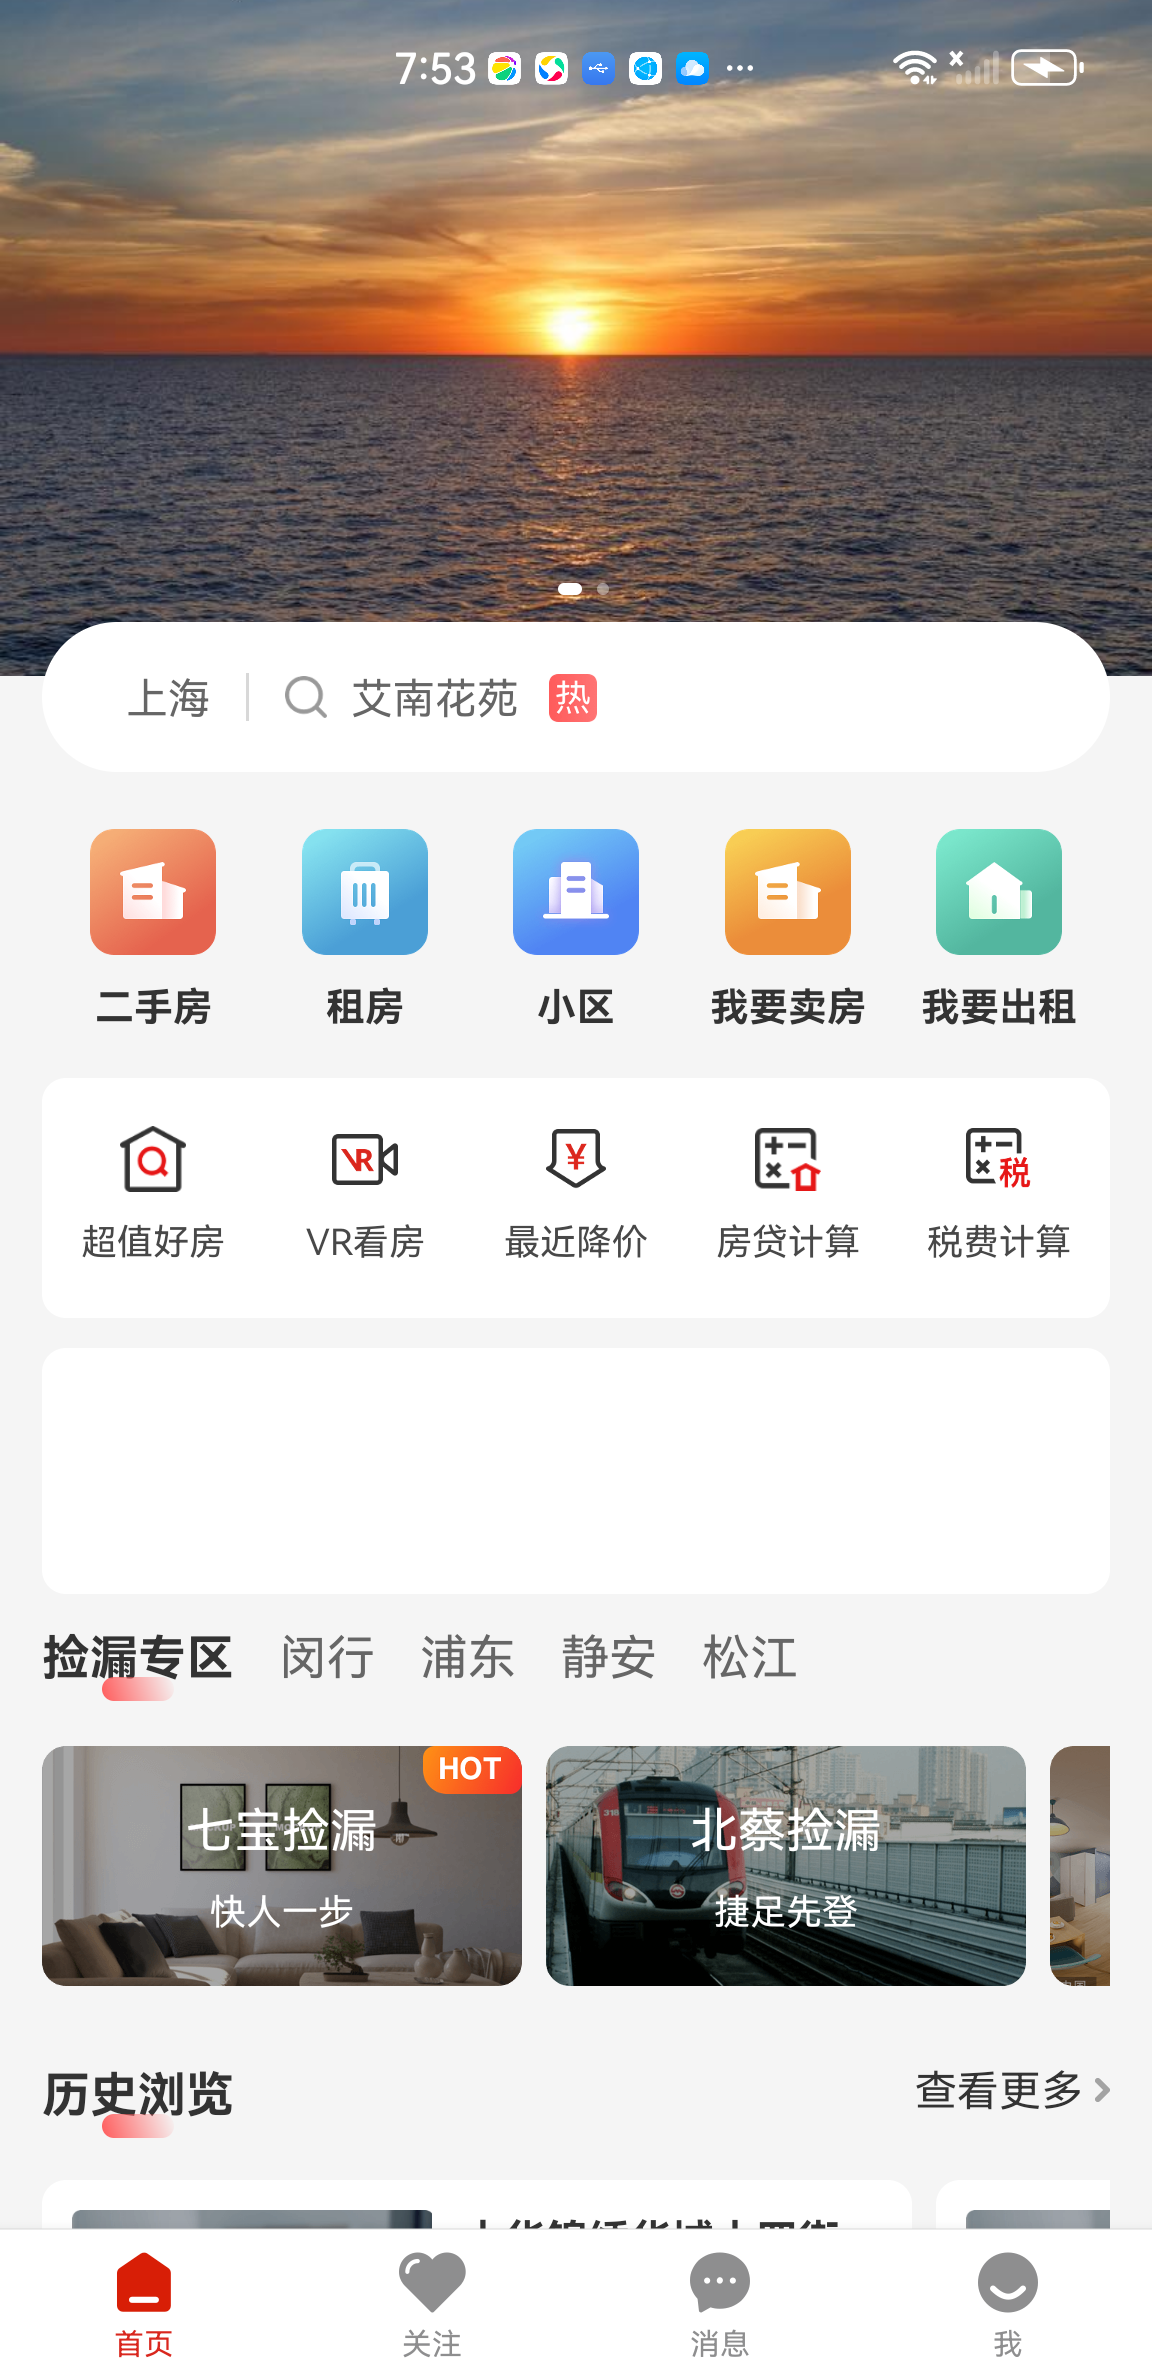 7:53
上海 艾南花苑 热
二手房 租房 小区 我要卖房 我要出租
VR ¥ 税
超值好房 VR看房 最近降价 房贷计算 税费计算
捡漏专区 闵行 浦东 静安 松江
HOT
七宝捡漏 北蔡捡漏
快人一步 捷足先登
历史浏览 查看更多
首页 关注 消息 我